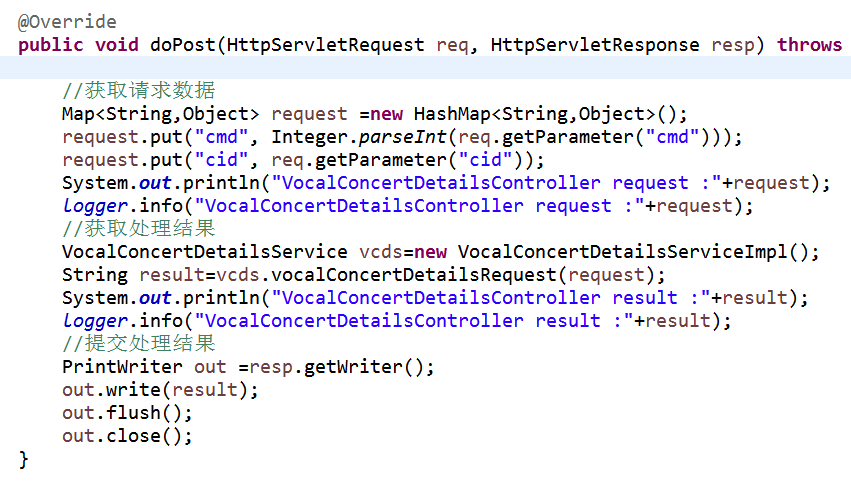 @Override
public void doPost(HttpServletRequest req, HttpServletResponse resp) throws
//获取请求数据
Map<String,Object> request =new HashMap<String,Object>();
request.put("cmd", Integer.parseInt(req.getParameter("cmd")));
request.put("cid", req.getParameter("cid"));
System.out.println("VocalConcertDetailsController request :"+request);
logger.info("VocalConcertDetailsController request :"+request);
//获取处理结果
VocalConcertDetailsService vcds=new VocalConcertDetailsServiceImpl();
String result=vcds.vocalConcertDetailsRequest(request);
System.out.println("VocalConcertDetailsController result :"+result);
logger.info("VocalConcertDetailsController result :"+result);
//提交处理结果
PrintWriter out =resp.getWriter();
out.write(result);
out.flush();
out.close();
}